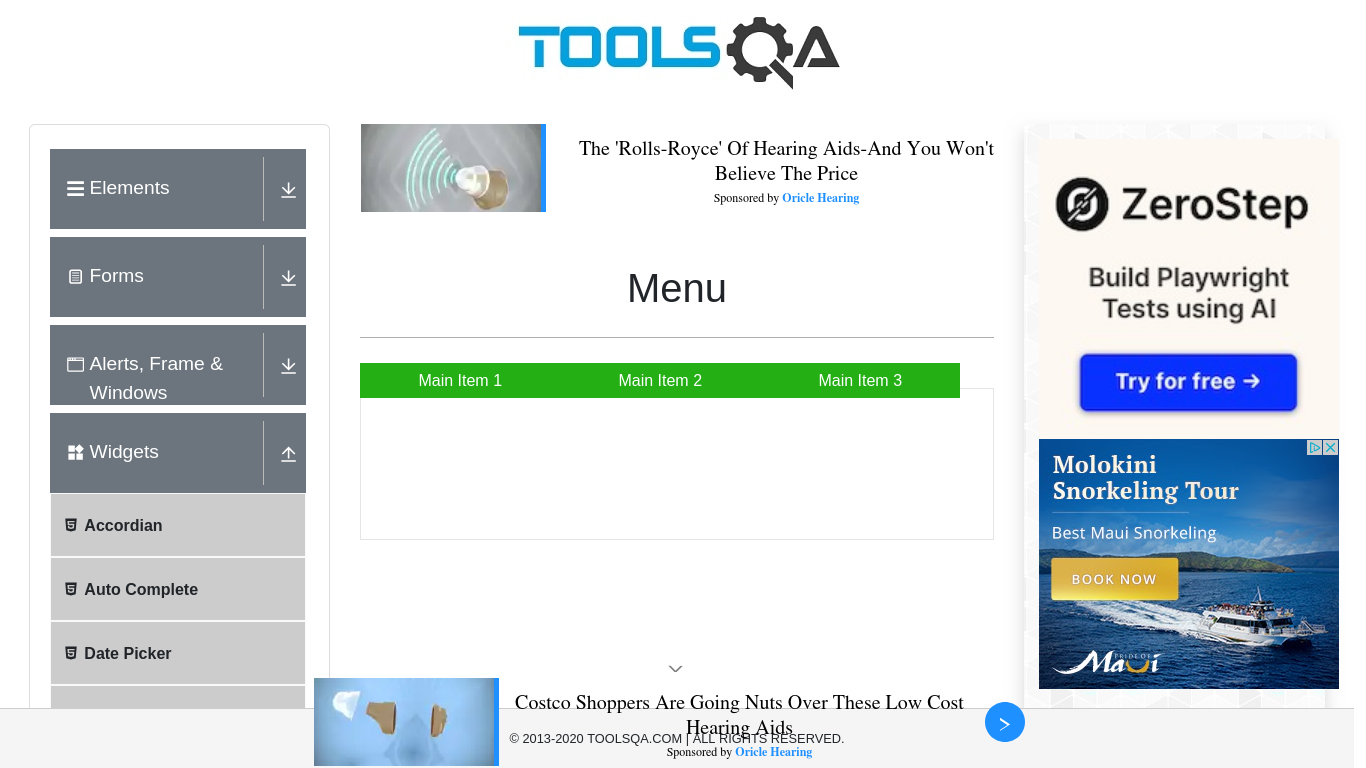 TOOLSQA
Elements
Forms
Alerts, Frame &
Windows
Widgets
Accordian
Auto Complete
Date Picker
The 'Rolls-Royce' Of Hearing Aids-And You Won't
Believe The Price
Sponsored by Oricle Hearing
Menu
Main Item 1
Main Item 2
Main Item 3
ZeroStep
Build Playwright
Tests using AI
Try for free →
Molokini
Snorkeling Tour
Best Maui Snorkeling
BOOK NOW
PRIDE OF
Maui
Costco Shoppers Are Going Nuts Over These Low Cost
Hearing Aids
© 2013-2020 TOOLSQA.COM | ALL RIGHTS RESERVED.
Sponsored by Oricle Hearing